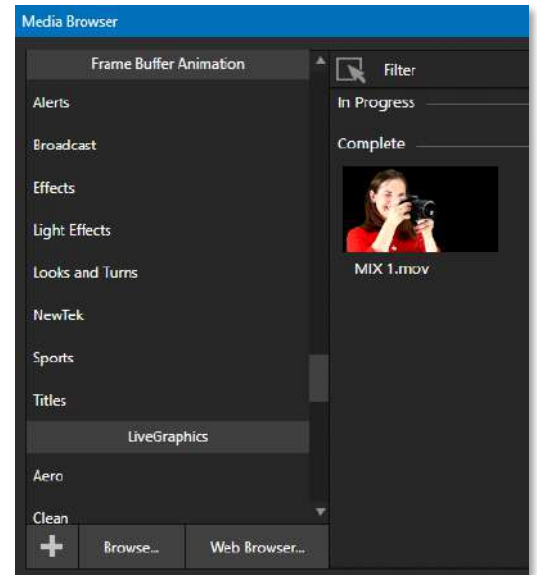 Media Browser
Frame Buffer Animation
Alerts
Broadcast
Effects
Light Effects
Looks and Turns
NewTek
Sports
Titles
LiveGraphics
Aero
Clean
Browse...
Web Browser...
Filter
In Progress
Complete
MIX 1.mov